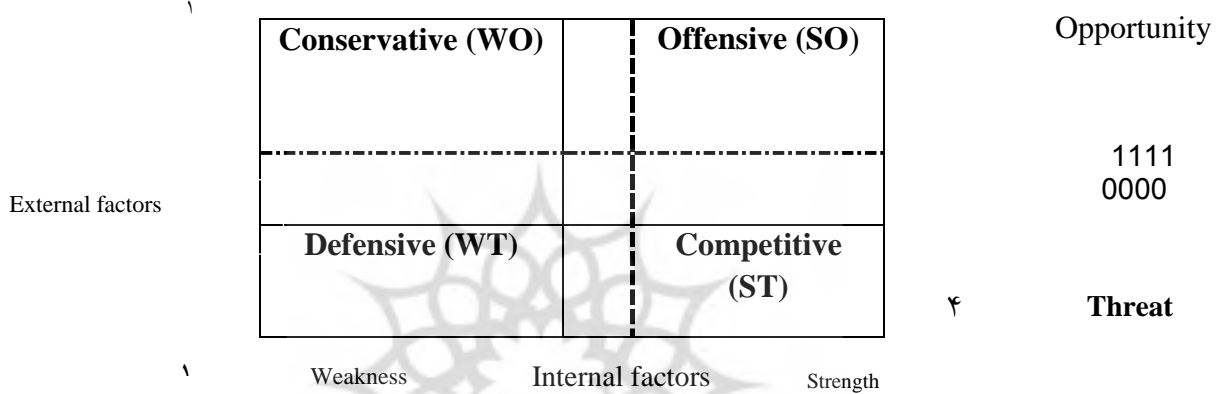 ۱
Conservative (WO)
Offensive (SO)
Opportunity
1111
0000
External factors
Defensive (WT)
Competitive
(ST)
۴
Threat
۱
Weakness
Internal factors
Strength